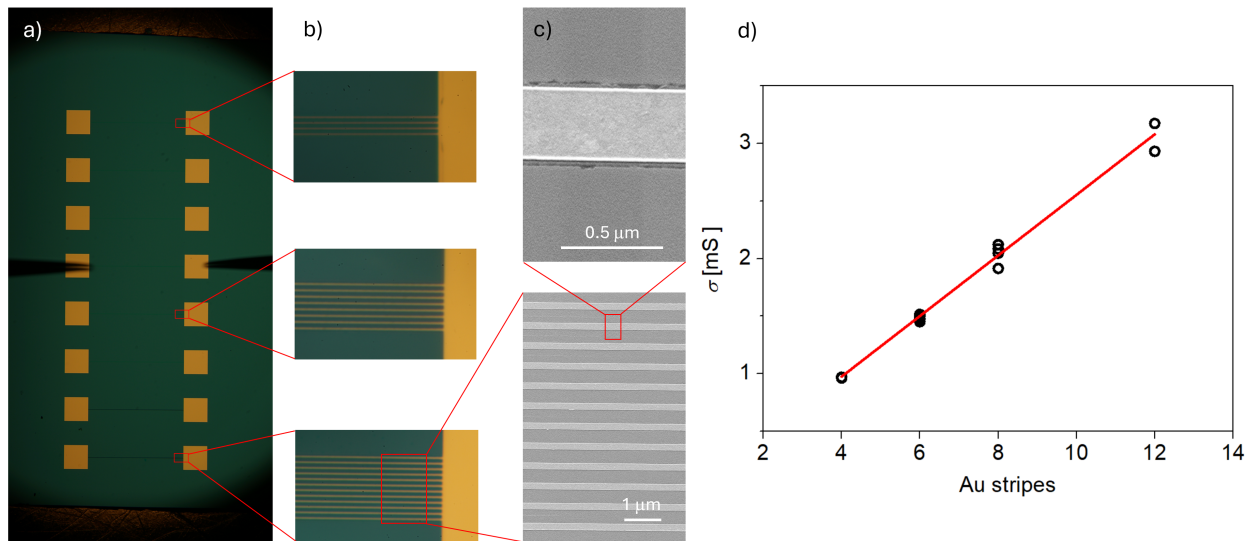 a)
b)
c)
d)
0.5 μm
1 μm
σ [mS]
3
2
1
2
4
6
8
10
12
14
Au stripes